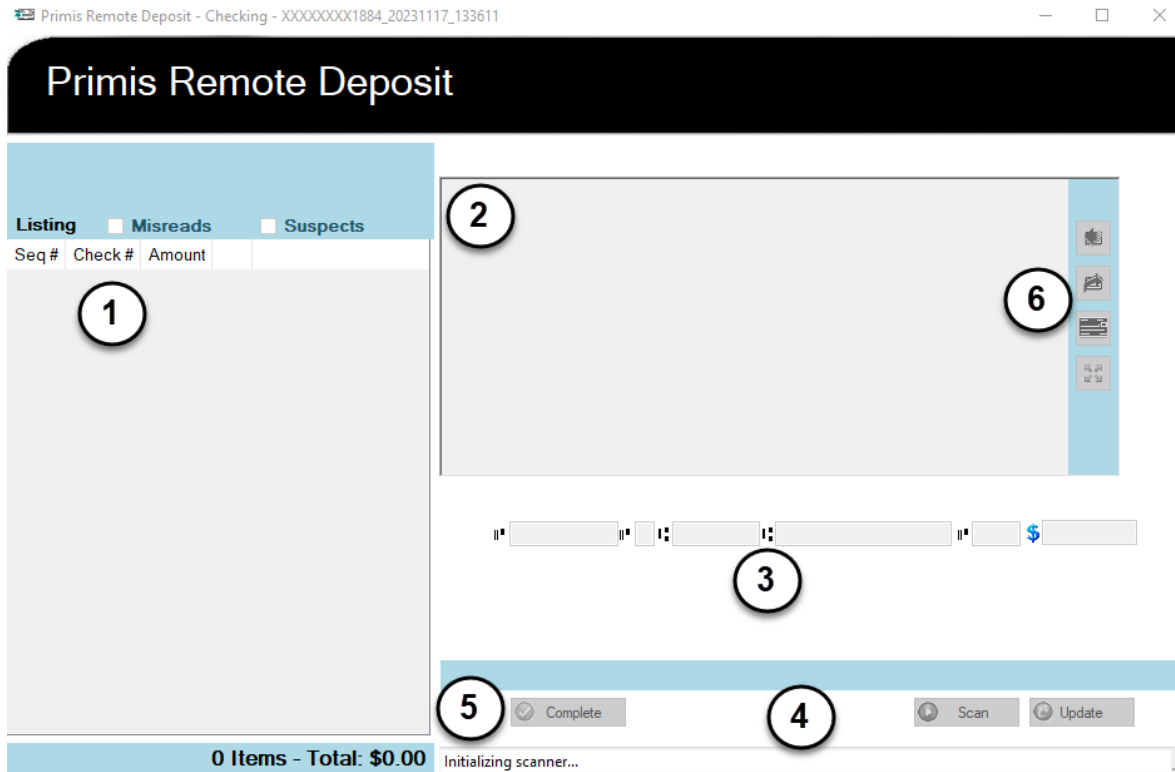 Primis Remote Deposit - Checking - XXXXXXXX1884_20231117_133611
Primis Remote Deposit
Listing Misreads Suspects
Seq # Check # Amount
1
2
6
$
3
5 Complete 4 Scan Update
0 Items - Total: $0.00
Initializing scanner...